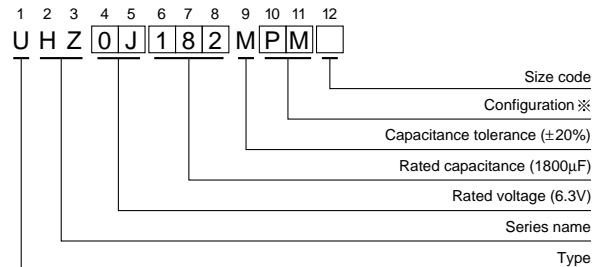 1 2 3 4 5 6 7 8 9 10 11 12
U H Z 0 J 1 8 2 M P M
Size code
Configuration ※
Capacitance tolerance (±20%)
Rated capacitance (1800µF)
Rated voltage (6.3V)
Series name
Type